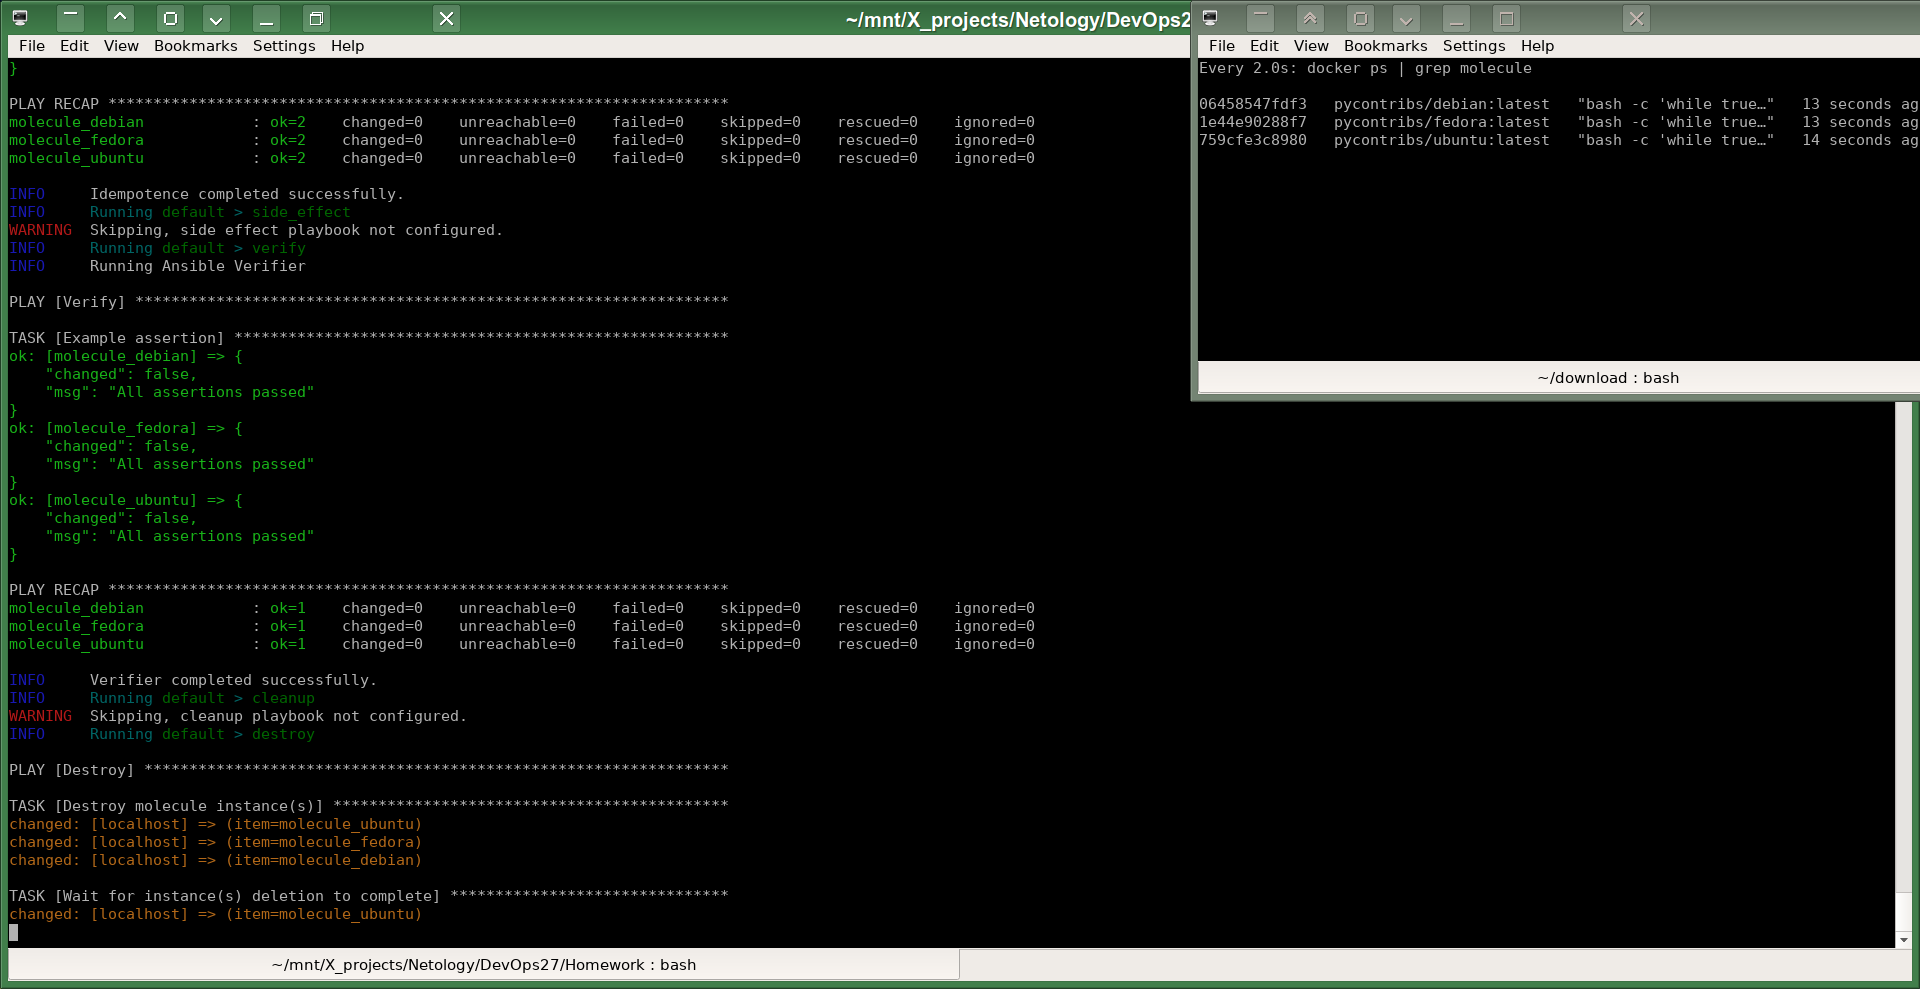 ~/mnt/X_projects/Netology/DevOps2
File Edit View Bookmarks Settings Help
}
PLAY RECAP *********************************************************************
molecule_debian            : ok=2    changed=0    unreachable=0    failed=0    skipped=0    rescued=0    ignored=0
molecule_fedora            : ok=2    changed=0    unreachable=0    failed=0    skipped=0    rescued=0    ignored=0
molecule_ubuntu            : ok=2    changed=0    unreachable=0    failed=0    skipped=0    rescued=0    ignored=0
INFO     Idempotence completed successfully.
INFO     Running default > side_effect
WARNING  Skipping, side effect playbook not configured.
INFO     Running default > verify
INFO     Running Ansible Verifier
PLAY [Verify] ******************************************************************
TASK [Example assertion] *******************************************************
ok: [molecule_debian] => {
    "changed": false,
    "msg": "All assertions passed"
}
ok: [molecule_fedora] => {
    "changed": false,
    "msg": "All assertions passed"
}
ok: [molecule_ubuntu] => {
    "changed": false,
    "msg": "All assertions passed"
}
PLAY RECAP *********************************************************************
molecule_debian            : ok=1    changed=0    unreachable=0    failed=0    skipped=0    rescued=0    ignored=0
molecule_fedora            : ok=1    changed=0    unreachable=0    failed=0    skipped=0    rescued=0    ignored=0
molecule_ubuntu            : ok=1    changed=0    unreachable=0    failed=0    skipped=0    rescued=0    ignored=0
INFO     Verifier completed successfully.
INFO     Running default > cleanup
WARNING  Skipping, cleanup playbook not configured.
INFO     Running default > destroy
PLAY [Destroy] *****************************************************************
TASK [Destroy molecule instance(s)] ********************************************
changed: [localhost] => (item=molecule_ubuntu)
changed: [localhost] => (item=molecule_fedora)
changed: [localhost] => (item=molecule_debian)
TASK [Wait for instance(s) deletion to complete] *******************************
changed: [localhost] => (item=molecule_ubuntu)
~/mnt/X_projects/Netology/DevOps27/Homework : bash
File Edit View Bookmarks Settings Help
Every 2.0s: docker ps | grep molecule
06458547fdf3   pycontribs/debian:latest   "bash -c 'while true…"   13 seconds ag
1e44e90288f7   pycontribs/fedora:latest   "bash -c 'while true…"   13 seconds ag
759cfe3c8980   pycontribs/ubuntu:latest   "bash -c 'while true…"   14 seconds ag
~/download : bash